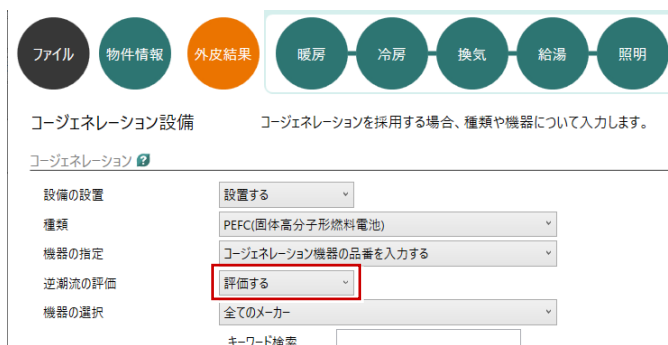 ファイル 物件情報 外皮結果 暖房 冷房 換気 給湯 照明
コージェネレーション設備 コージェネレーションを採用する場合、種類や機器について入力します。
コージェネレーション ?
設備の設置 設置する
種類 PEFC(固体高分子形燃料電池)
機器の指定 コージェネレーション機器の品番を入力する
逆潮流の評価 評価する
機器の選択 全てのメーカー
キーワード検索